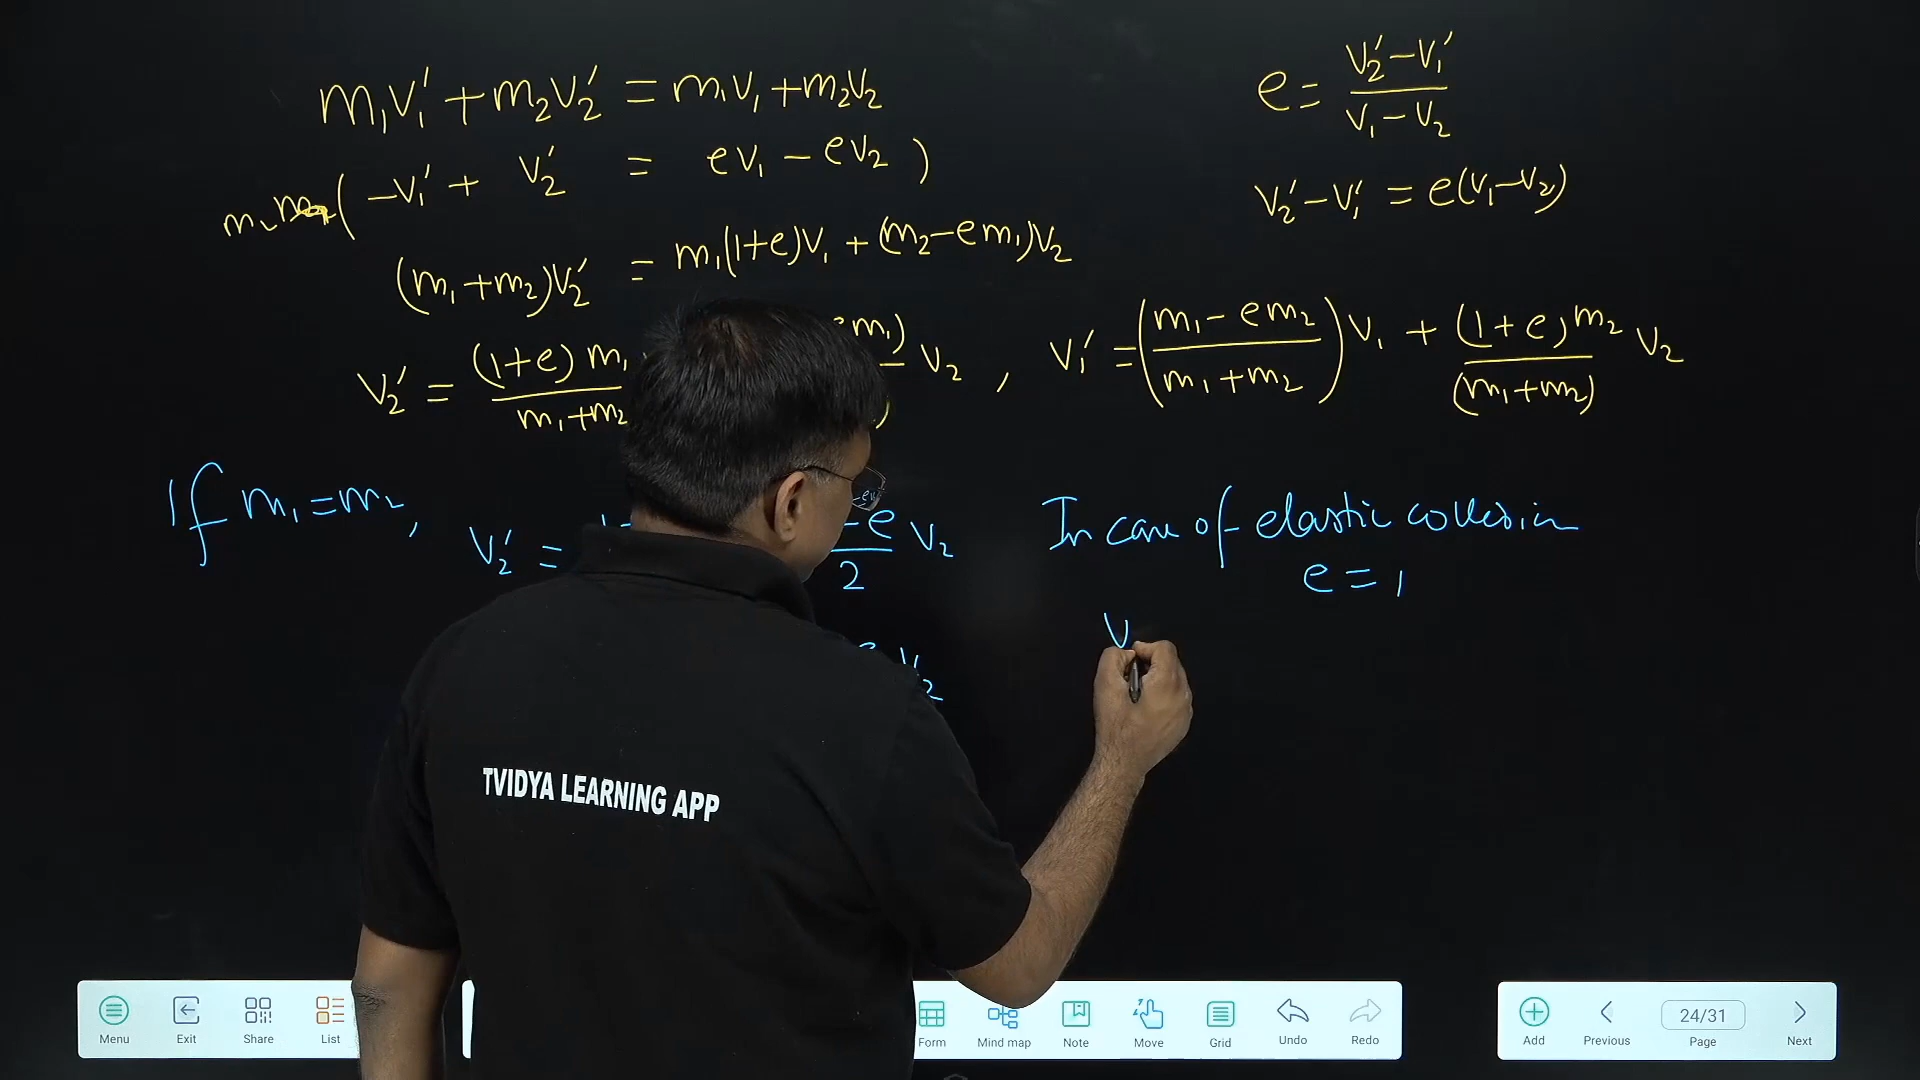 m₁v₁' + m₂v₂' = m₁v₁ + m₂v₂
m₁ ( -v₁' + v₂' = ev₁ - ev₂ )
(m₁+m₂)v₂' = m₁(1+e)v₁ + (m₂-em₁)v₂
v₂' = (1+e) m₁ / m₁+m₂ em₁) v₂ , v₁' = ( m₁ - em₂ / m₁+m₂ ) v₁ + (1+e) m₂ / (m₁+m₂) v₂
e = v₂' - v₁' / v₁ - v₂
v₂' - v₁' = e(v₁-v₂)
If m₁ = m₂,
v₂' = - e / 2 v₂
v₂
In case of elastic collision
e = 1
v
TVIDYA LEARNING APP
Menu Exit Share List Form Mind map Note Move Grid Undo Redo Add Previous Page Next
24/31